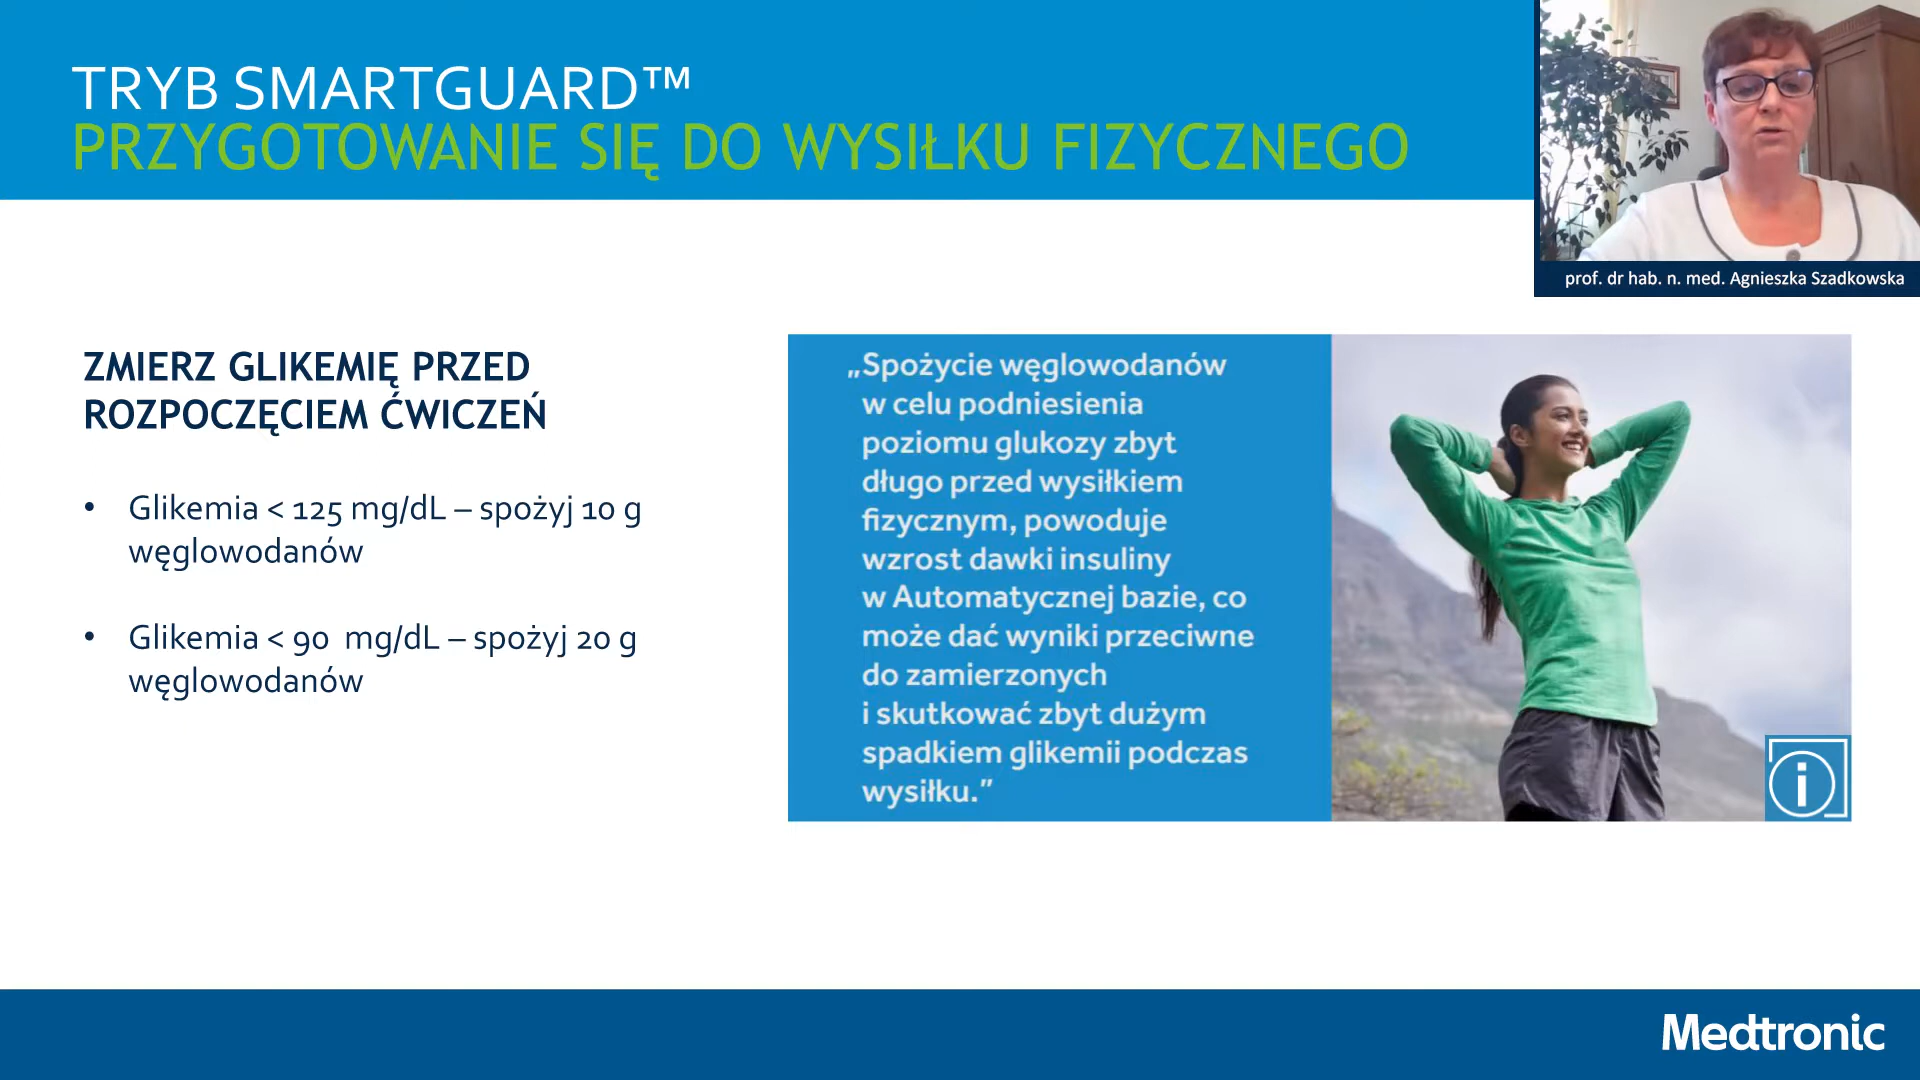 TRYB SMARTGUARD™
PRZYGOTOWANIE SIĘ DO WYSIŁKU FIZYCZNEGO
prof. dr hab. n. med. Agnieszka Szadkowska
ZMIERZ GLIKEMIĘ PRZED
ROZPOCZĘCIEM ĆWICZEŃ
• Glikemia < 125 mg/dL – spożyj 10 g
węglowodanów
• Glikemia < 90 mg/dL – spożyj 20 g
węglowodanów
„Spożycie węglowodanów
w celu podniesienia
poziomu glukozy zbyt
długo przed wysiłkiem
fizycznym, powoduje
wzrost dawki insuliny
w Automatycznej bazie, co
może dać wyniki przeciwne
do zamierzonych
i skutkować zbyt dużym
spadkiem glikemii podczas
wysiłku.”
i
Medtronic